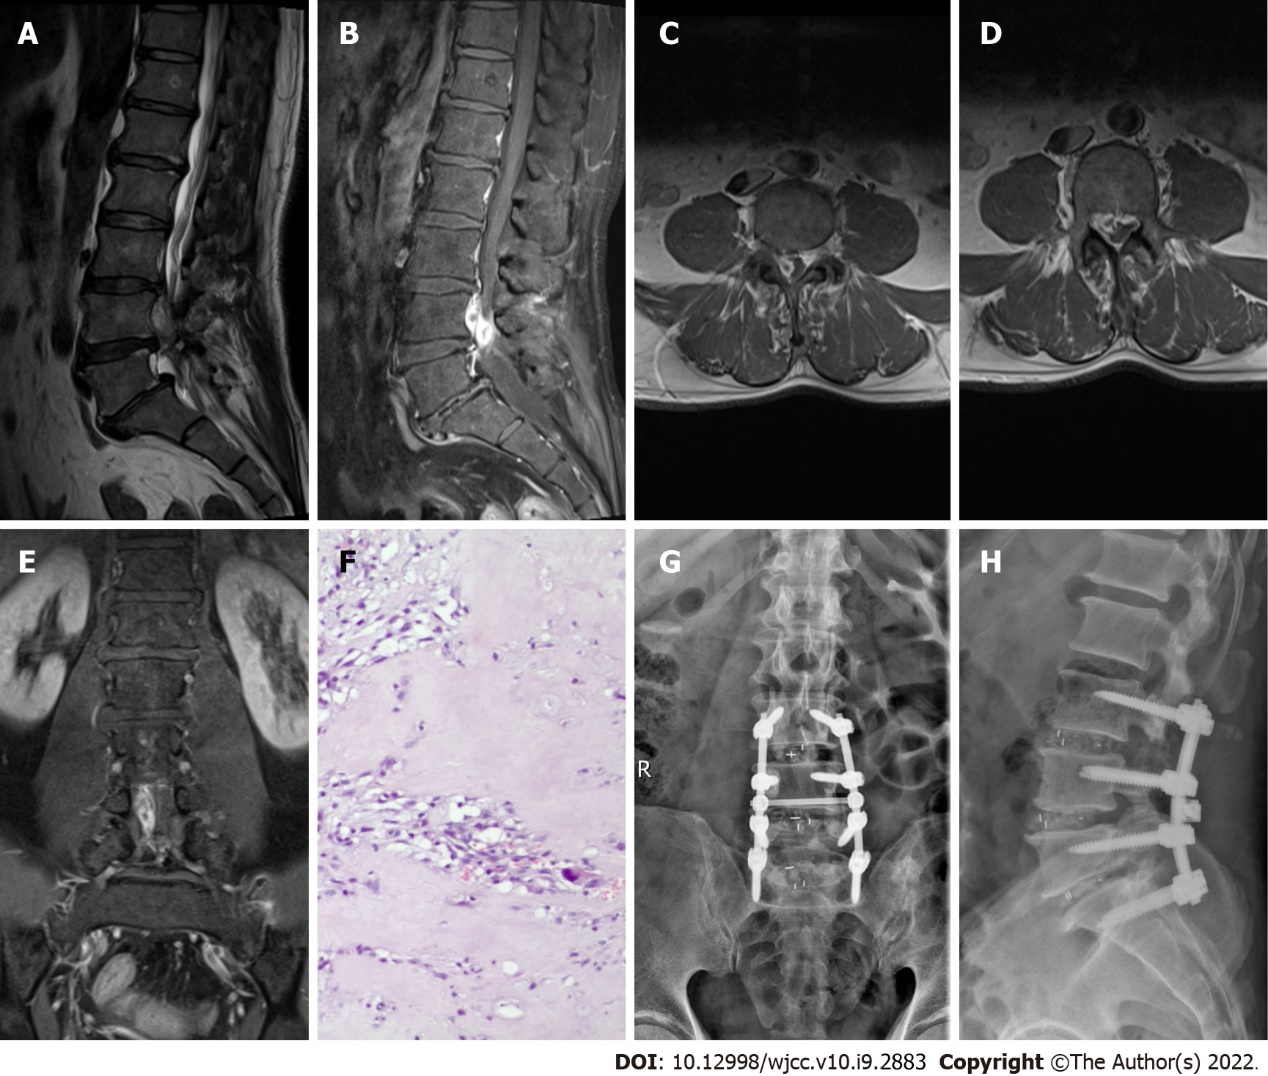 A
B
C
D
E
F
G
H
R
DOI: 10.12998/wjcc.v10.i9.2883 Copyright ©The Author(s) 2022.